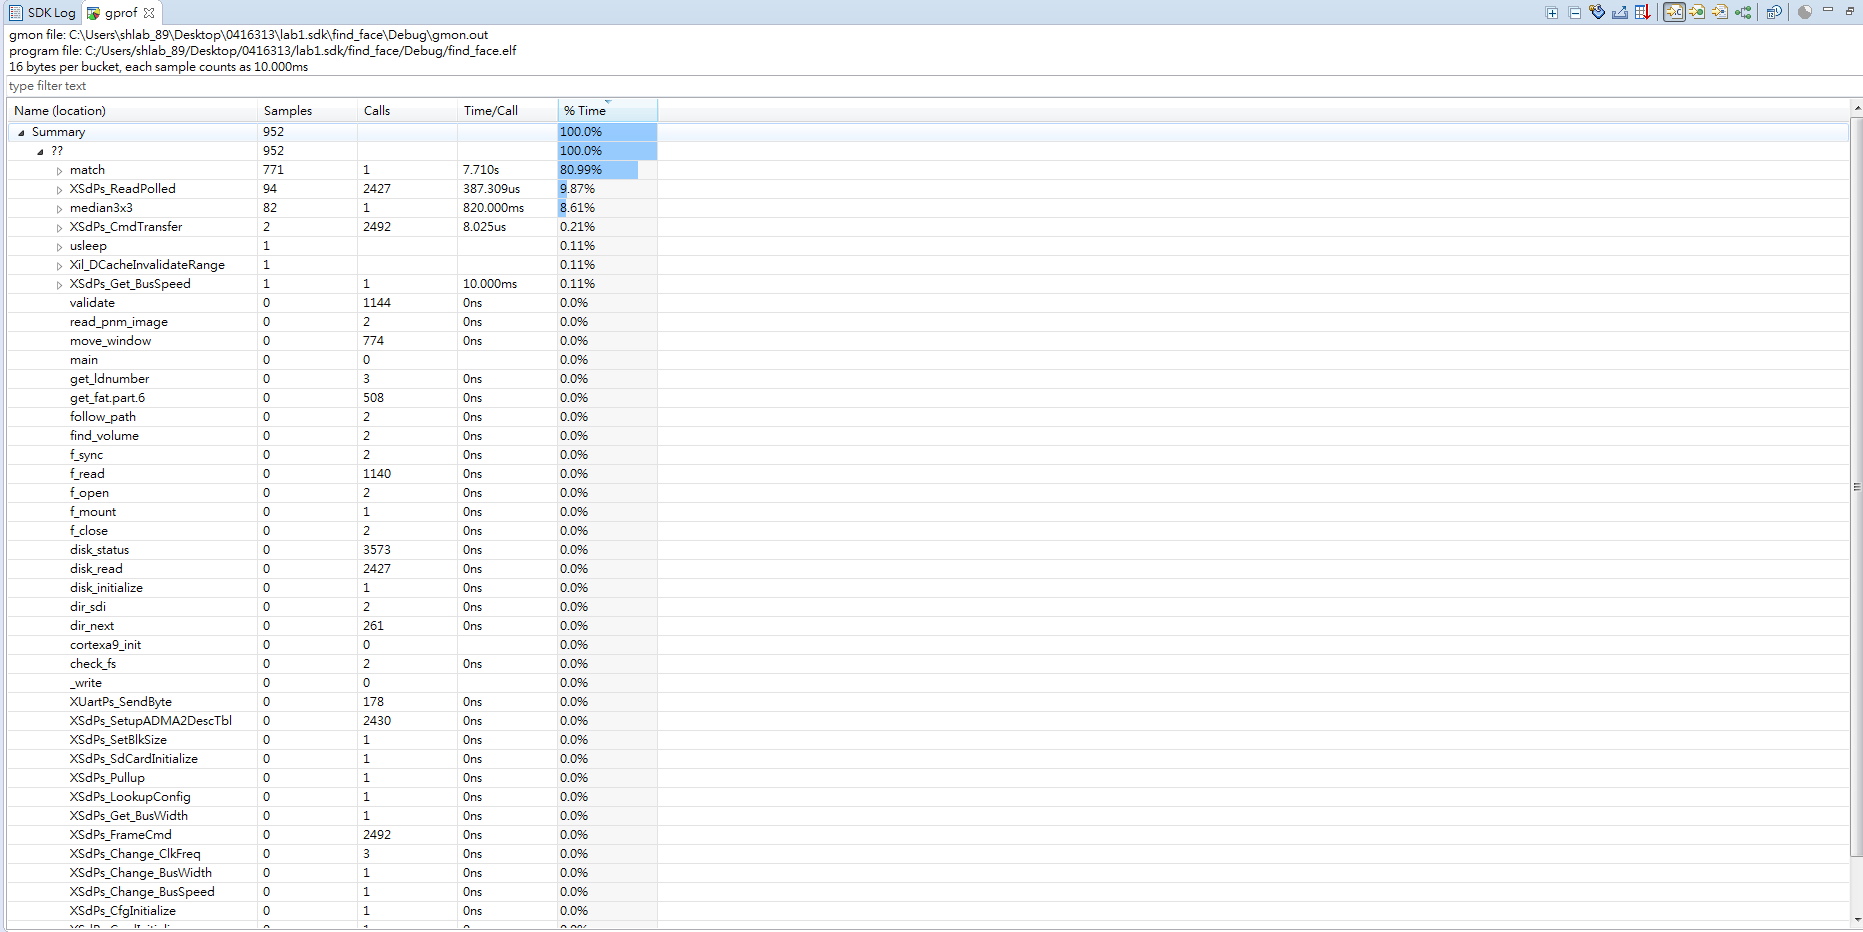 SDK Log gprof
gmon file: C:\Users\shlab_89\Desktop\0416313\lab1.sdk\find_face\Debug\gmon.out
program file: C:/Users/shlab_89/Desktop/0416313/lab1.sdk/find_face/Debug/find_face.elf
16 bytes per bucket, each sample counts as 10.000ms
type filter text
Name (location) Samples Calls Time/Call % Time
Summary 952 100.0%
?? 952 100.0%
match 771 1 7.710s 80.99%
XSdPs_ReadPolled 94 2427 387.309us 9.87%
median3x3 82 1 820.000ms 8.61%
XSdPs_CmdTransfer 2 2492 8.025us 0.21%
usleep 1 0.11%
Xil_DCacheInvalidateRange 1 0.11%
XSdPs_Get_BusSpeed 1 1 10.000ms 0.11%
validate 0 1144 0ns 0.0%
read_pnm_image 0 2 0ns 0.0%
move_window 0 774 0ns 0.0%
main 0 0 0.0%
get_ldnumber 0 3 0ns 0.0%
get_fat.part.6 0 508 0ns 0.0%
follow_path 0 2 0ns 0.0%
find_volume 0 2 0ns 0.0%
f_sync 0 2 0ns 0.0%
f_read 0 1140 0ns 0.0%
f_open 0 2 0ns 0.0%
f_mount 0 1 0ns 0.0%
f_close 0 2 0ns 0.0%
disk_status 0 3573 0ns 0.0%
disk_read 0 2427 0ns 0.0%
disk_initialize 0 1 0ns 0.0%
dir_sdi 0 2 0ns 0.0%
dir_next 0 261 0ns 0.0%
cortexa9_init 0 0 0.0%
check_fs 0 2 0ns 0.0%
_write 0 0 0.0%
XUartPs_SendByte 0 178 0ns 0.0%
XSdPs_SetupADMA2DescTbl 0 2430 0ns 0.0%
XSdPs_SetBlkSize 0 1 0ns 0.0%
XSdPs_SdCardInitialize 0 1 0ns 0.0%
XSdPs_Pullup 0 1 0ns 0.0%
XSdPs_LookupConfig 0 1 0ns 0.0%
XSdPs_Get_BusWidth 0 1 0ns 0.0%
XSdPs_FrameCmd 0 2492 0ns 0.0%
XSdPs_Change_ClkFreq 0 3 0ns 0.0%
XSdPs_Change_BusWidth 0 1 0ns 0.0%
XSdPs_Change_BusSpeed 0 1 0ns 0.0%
XSdPs_CfgInitialize 0 1 0ns 0.0%